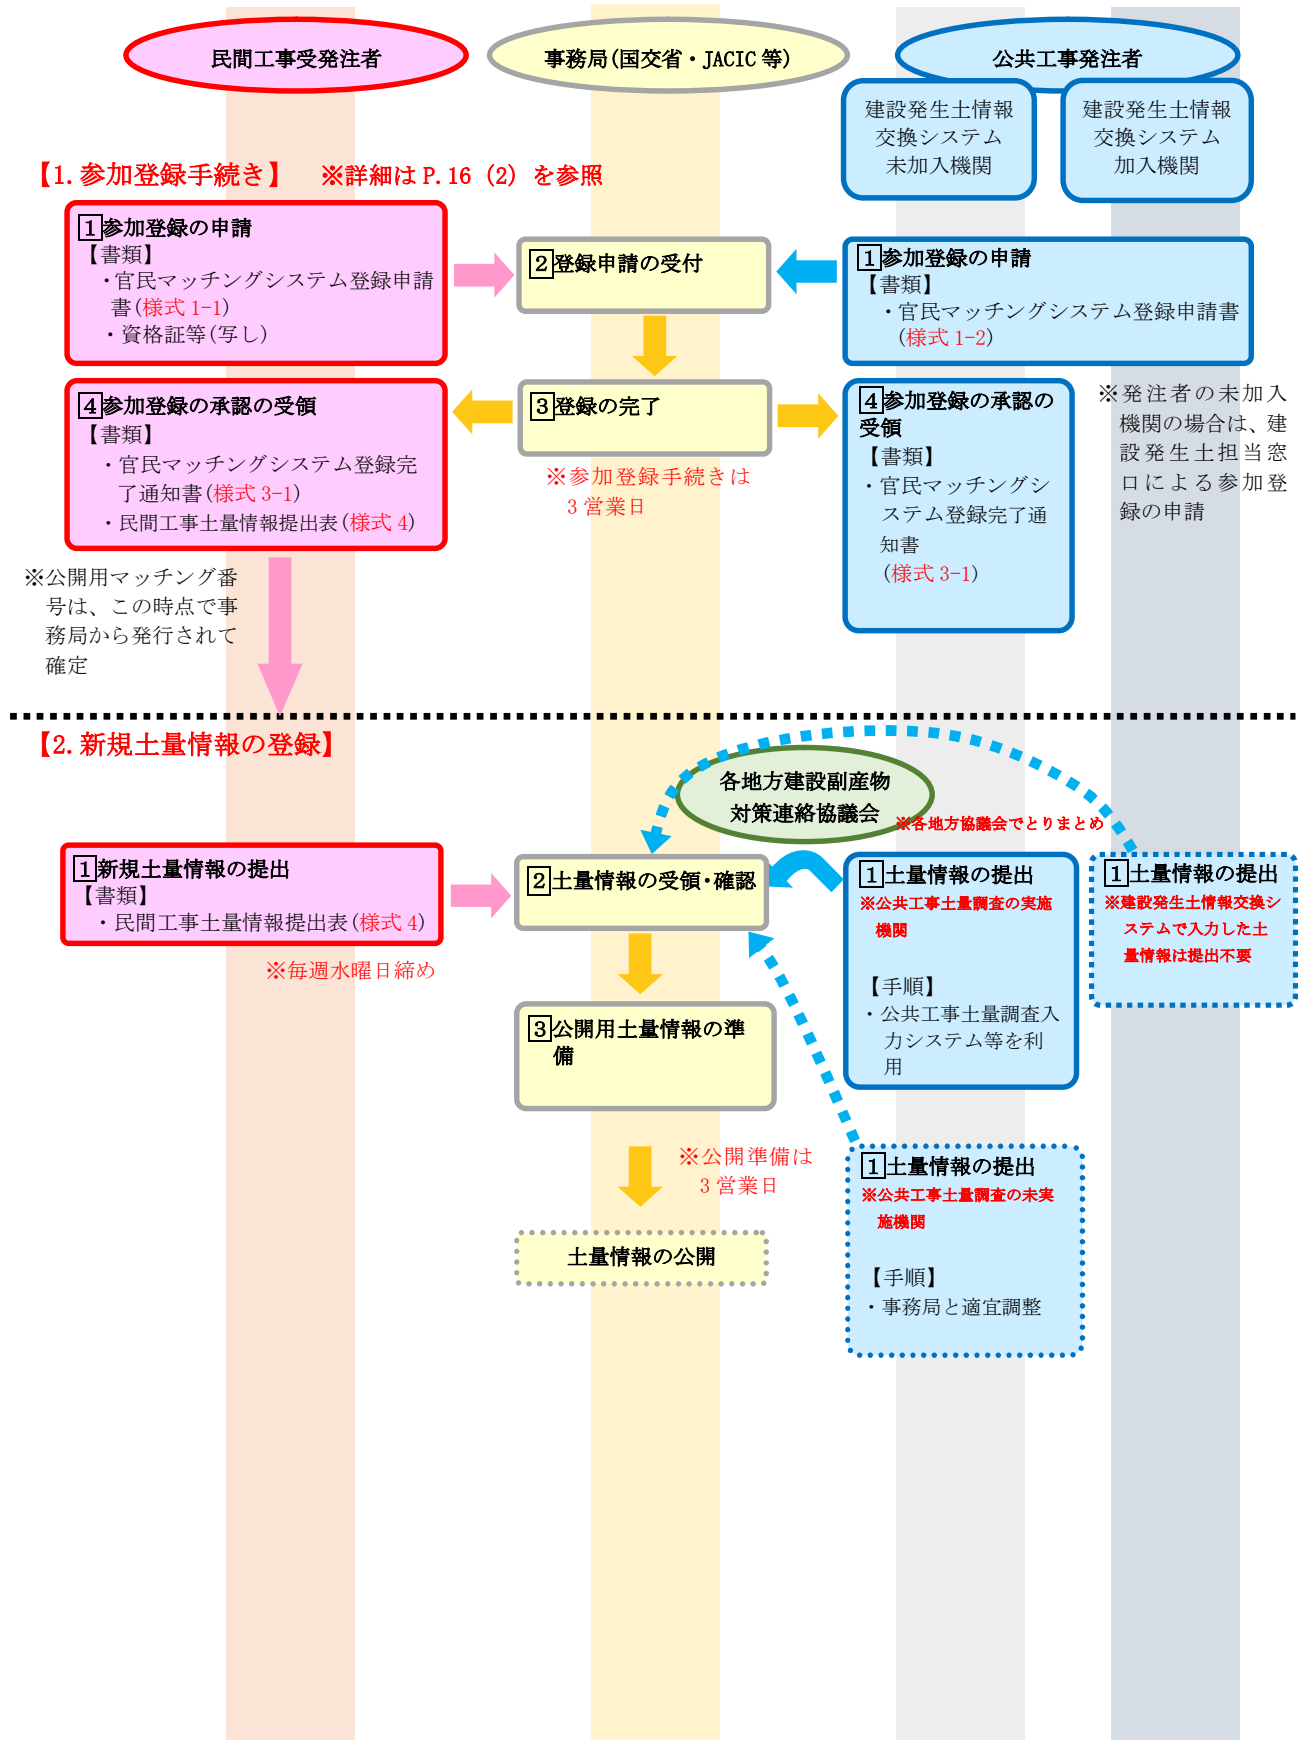 民間工事受発注者
事務局(国交省・JACIC 等)
公共工事発注者
建設発生土情報
交換システム
未加入機関
建設発生土情報
交換システム
加入機関
【1. 参加登録手続き】　※詳細は P. 16（2）を参照
1参加登録の申請
【書類】
・官民マッチングシステム登録申請
書(様式 1-1)
・資格証等(写し)
2登録申請の受付
1参加登録の申請
【書類】
・官民マッチングシステム登録申請書
(様式 1-2)
4参加登録の承認の受領
【書類】
・官民マッチングシステム登録完
了通知書(様式 3-1)
・民間工事土量情報提出表(様式 4)
3登録の完了
※参加登録手続きは
3 営業日
4参加登録の承認の
受領
【書類】
・官民マッチングシ
ステム登録完了通
知書
(様式 3-1)
※発注者の未加入
機関の場合は、建
設発生土担当窓
口による参加登
録の申請
※公開用マッチング番
号は、この時点で事
務局から発行されて
確定
【2. 新規土量情報の登録】
各地方建設副産物
対策連絡協議会
※各地方協議会でとりまとめ
1新規土量情報の提出
【書類】
・民間工事土量情報提出表(様式 4)
※毎週水曜日締め
2土量情報の受領・確認
1土量情報の提出
※公共工事土量調査の実施
機関
【手順】
・公共工事土量調査入
力システム等を利
用
1土量情報の提出
※建設発生土情報交換シ
ステムで入力した土
量情報は提出不要
3公開用土量情報の準
備
※公開準備は
3 営業日
土量情報の公開
1土量情報の提出
※公共工事土量調査の未実
施機関
【手順】
・事務局と適宜調整